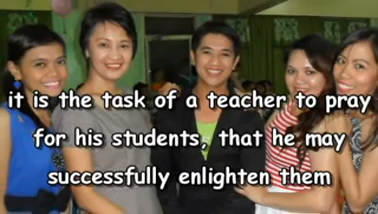 it is the task of a teacher to pray
for his students, that he may
successfully enlighten them